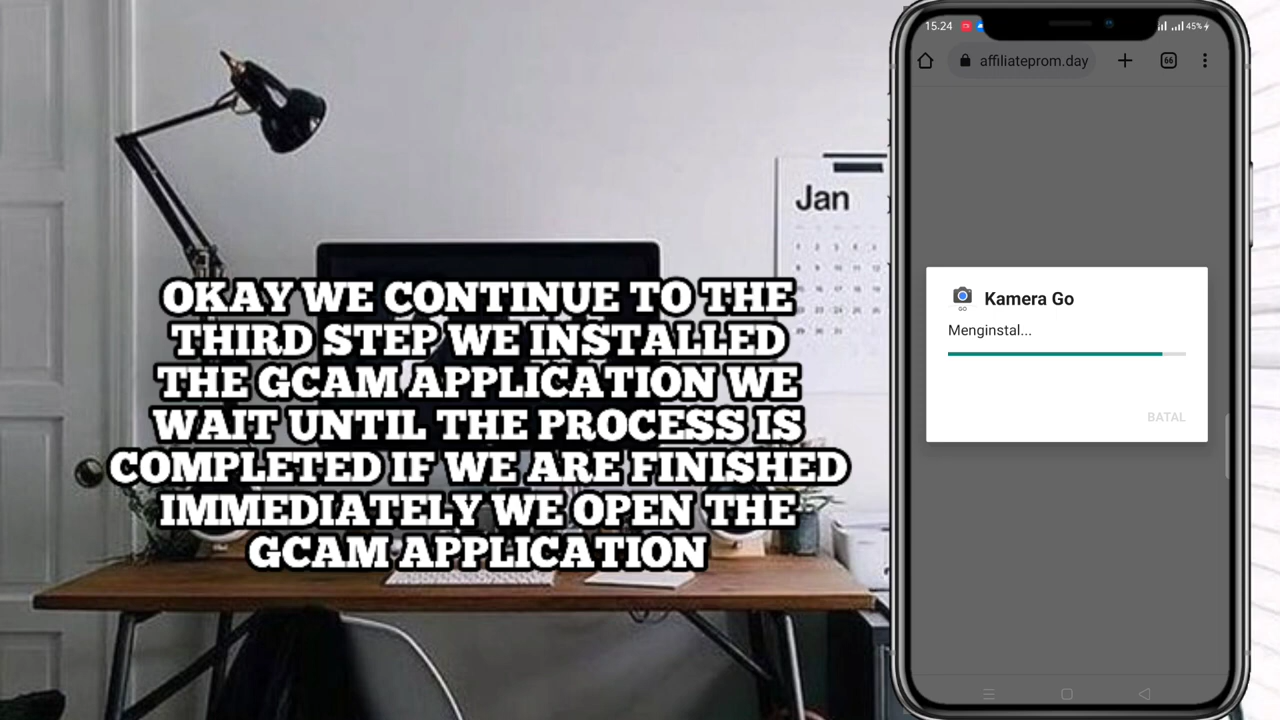 OKAY WE CONTINUE TO THE
THIRD STEP WE INSTALLED
THE GCAM APPLICATION WE
WAIT UNTIL THE PROCESS IS
COMPLETED IF WE ARE FINISHED
IMMEDIATELY WE OPEN THE
GCAM APPLICATION
Jan
15.24
45%
affiliateprom.day
66
GO
Kamera Go
Menginstal...
BATAL